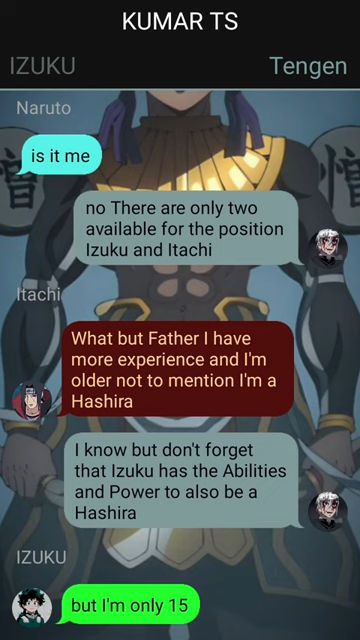 KUMAR TS
IZUKU Tengen
Naruto
is it me
no There are only two
available for the position
Izuku and Itachi
Itachi
What but Father I have
more experience and I'm
older not to mention I'm a
Hashira
I know but don't forget
that Izuku has the Abilities
and Power to also be a
Hashira
IZUKU
but I'm only 15